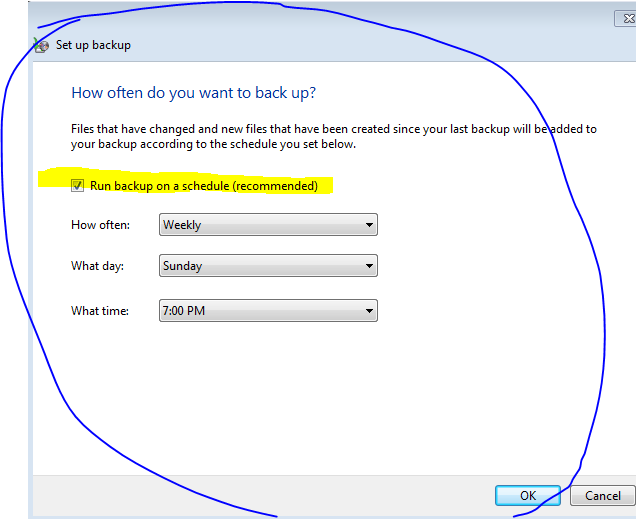 Set up backup
How often do you want to back up?
Files that have changed and new files that have been created since your last backup will be added to
your backup according to the schedule you set below.
Run backup on a schedule (recommended)
How often: Weekly
What day: Sunday
What time: 7:00 PM
OK Cancel